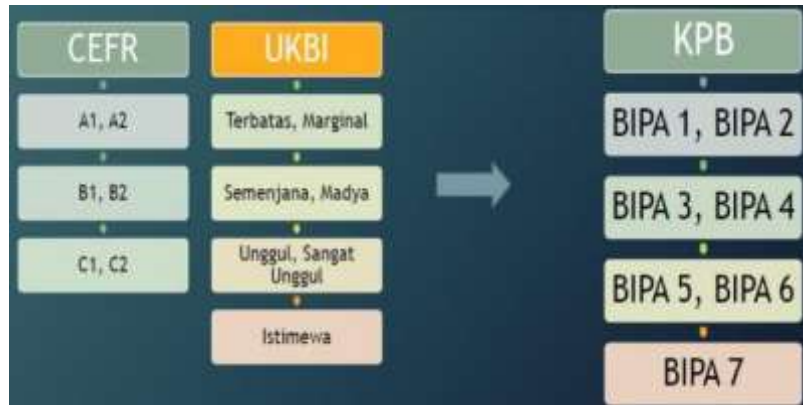 CEFR
A1, A2
B1, B2
C1, C2
UKBI
Terbatas, Marginal
Semenjana, Madya
Unggul, Sangat
Unggul
Istimewa
KPB
BIPA 1, BIPA 2
BIPA 3, BIPA 4
BIPA 5, BIPA 6
BIPA 7